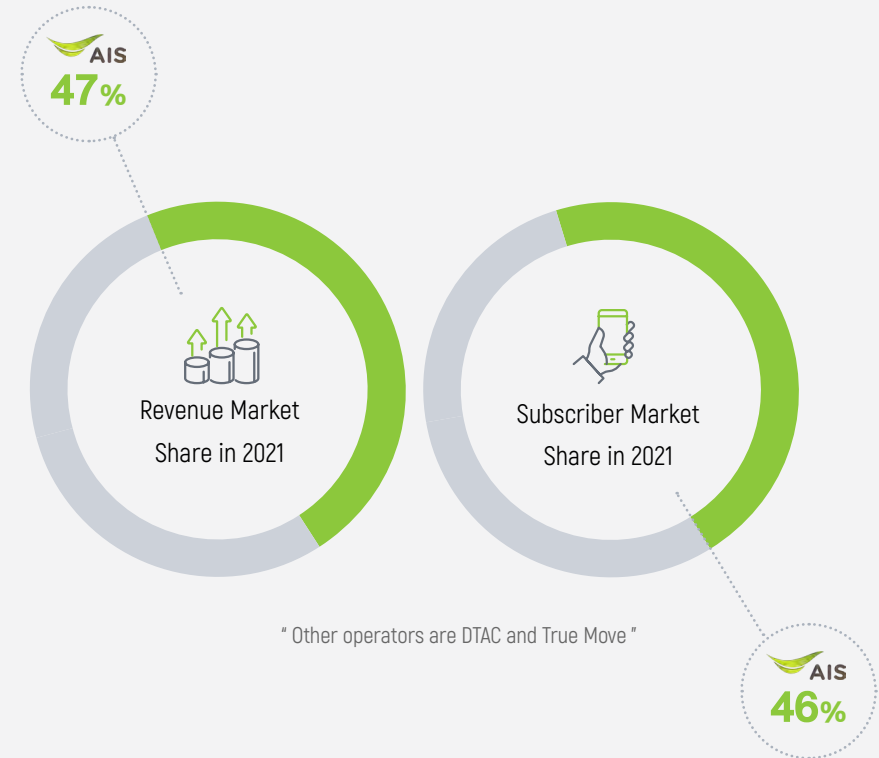 AIS
47%
Revenue Market
Share in 2021
Subscriber Market
Share in 2021
“ Other operators are DTAC and True Move ”
AIS
46%